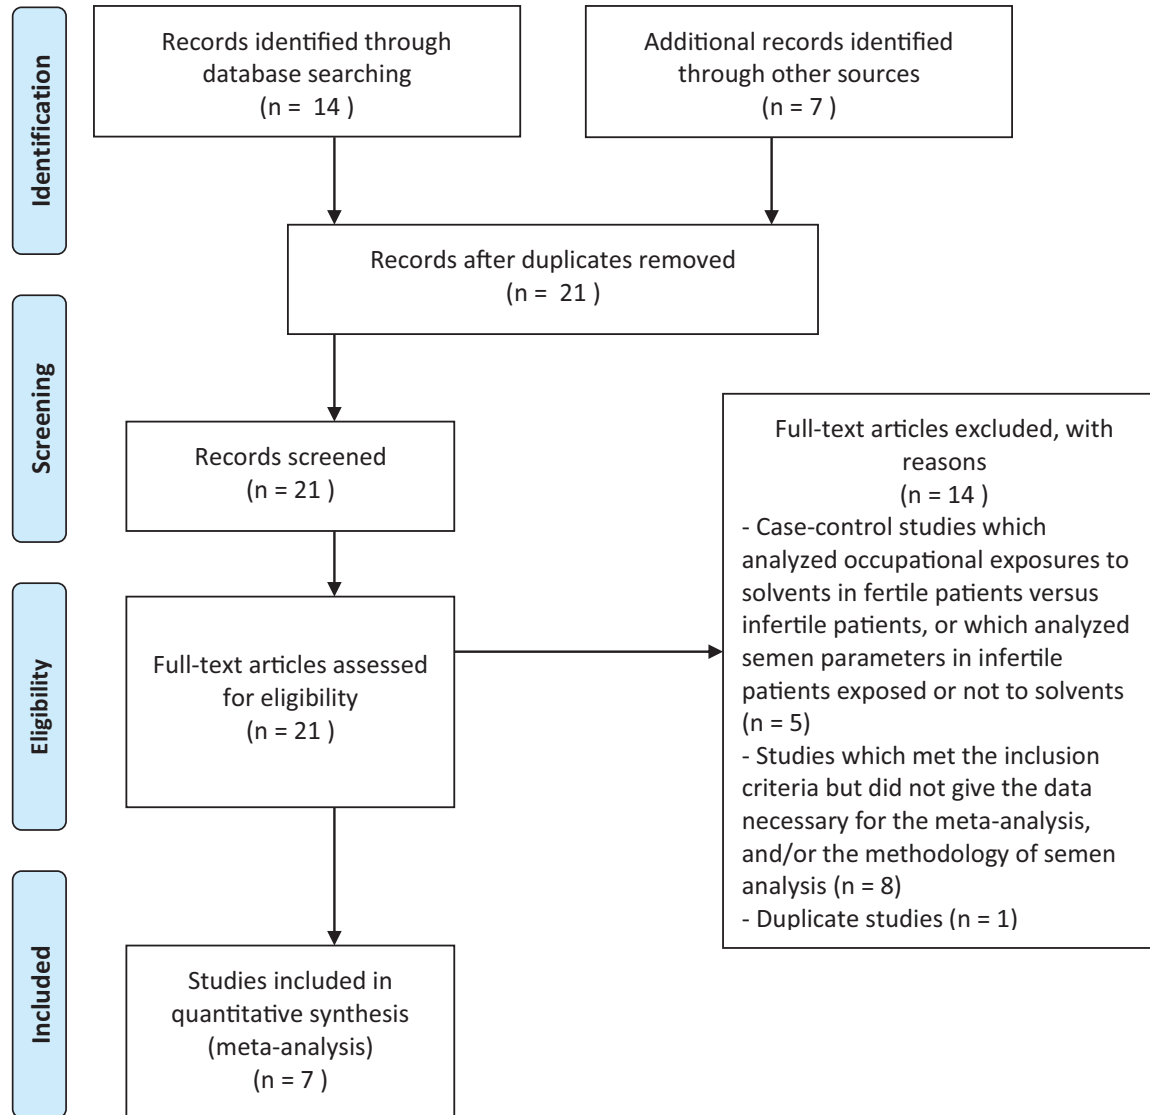 Identification
Records identified through
database searching
(n = 14 )
Additional records identified
through other sources
(n = 7 )
Records after duplicates removed
(n = 21 )
Screening
Records screened
(n = 21 )
Full-text articles excluded, with
reasons
(n = 14 )
- Case-control studies which
analyzed occupational exposures to
solvents in fertile patients versus
infertile patients, or which analyzed
semen parameters in infertile
patients exposed or not to solvents
(n = 5)
- Studies which met the inclusion
criteria but did not give the data
necessary for the meta-analysis,
and/or the methodology of semen
analysis (n = 8)
- Duplicate studies (n = 1)
Eligibility
Full-text articles assessed
for eligibility
(n = 21 )
Included
Studies included in
quantitative synthesis
(meta-analysis)
(n = 7 )